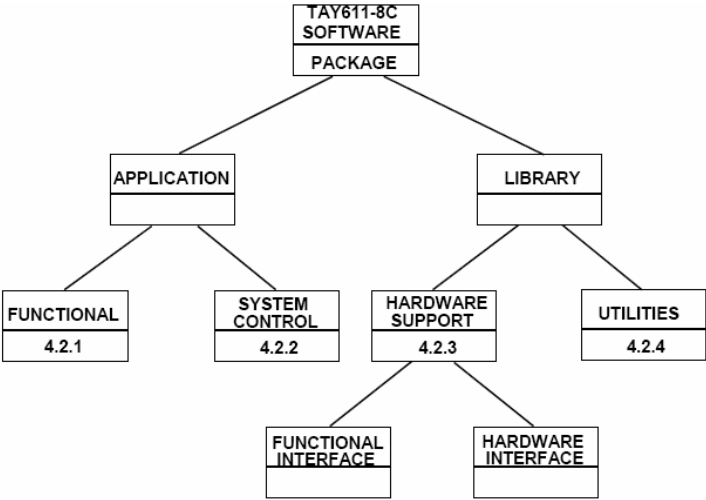 TAY611-8C
SOFTWARE
PACKAGE
APPLICATION
LIBRARY
FUNCTIONAL
4.2.1
SYSTEM
CONTROL
4.2.2
HARDWARE
SUPPORT
4.2.3
UTILITIES
4.2.4
FUNCTIONAL
INTERFACE
HARDWARE
INTERFACE